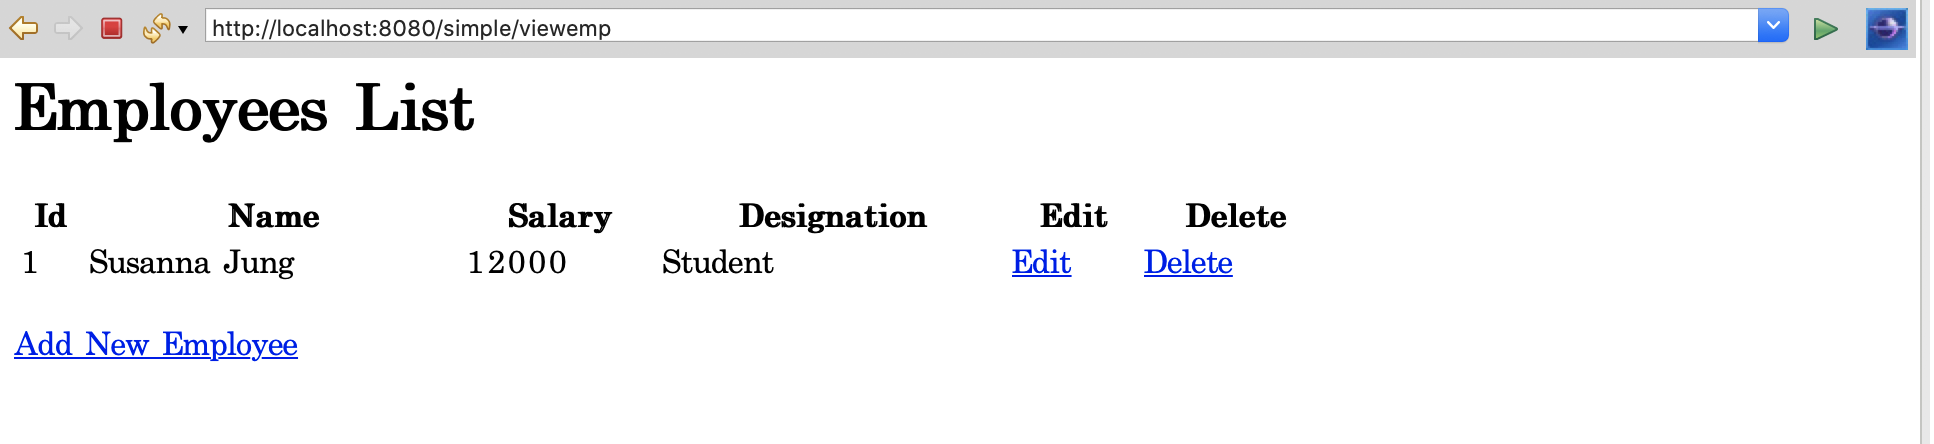 http://localhost:8080/simple/viewemp
Employees List
Id Name Salary Designation Edit Delete
1 Susanna Jung 12000 Student Edit Delete
Add New Employee